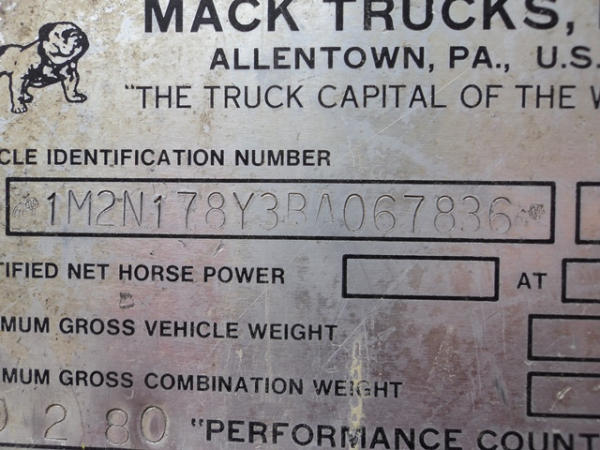 MACK TRUCKS,
ALLENTOWN, PA., U.S.
"THE TRUCK CAPITAL OF THE W
CLE IDENTIFICATION NUMBER
1M2N178Y3BA067836
TIFIED NET HORSE POWER
AT
MUM GROSS VEHICLE WEIGHT
MUM GROSS COMBINATION WEIGHT
2 80 "PERFORMANCE COUNT